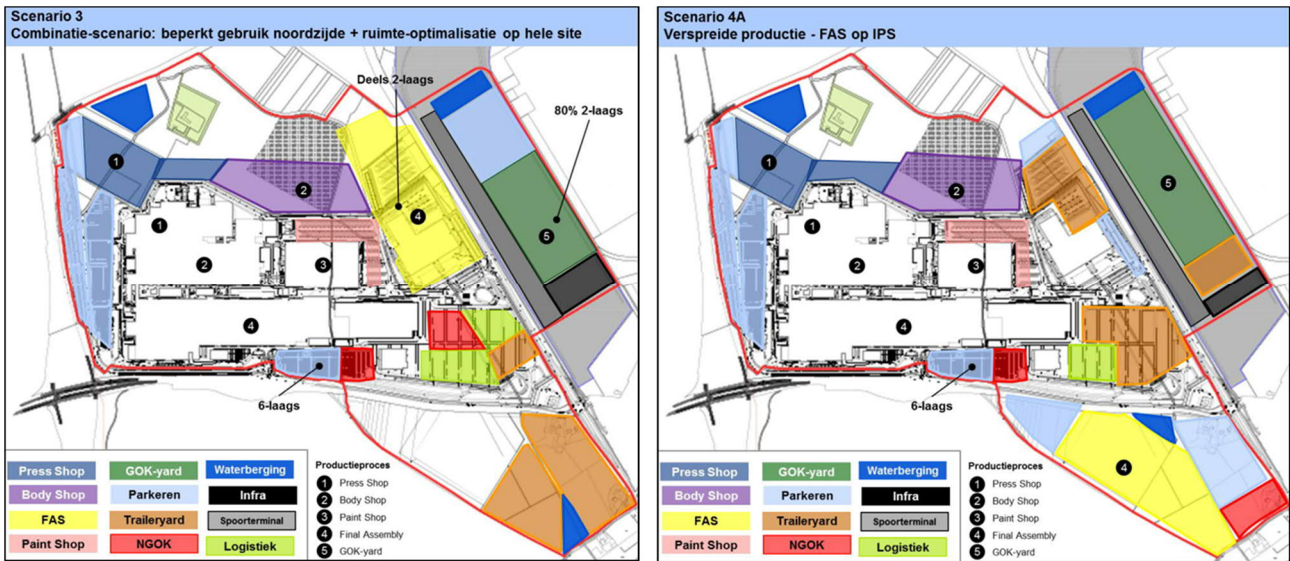 Scenario 3
Combinatie-scenario: beperkt gebruik noordzijde + ruimte-optimalisatie op hele site
Deels 2-laags
80% 2-laags
1
2
4
5
1
2
3
4
6-laags
Press Shop
GOK-yard
Waterberging
Body Shop
Parkeren
Infra
FAS
Traileryard
Spoorterminal
Paint Shop
NGOK
Logistiek
Productieproces
1 Press Shop
2 Body Shop
3 Paint Shop
4 Final Assembly
5 GOK-yard
Scenario 4A
Verspreide productie - FAS op IPS
1
2
5
1
2
3
4
6-laags
4
Press Shop
GOK-yard
Waterberging
Body Shop
Parkeren
Infra
FAS
Traileryard
Spoorterminal
Paint Shop
NGOK
Logistiek
Productieproces
1 Press Shop
2 Body Shop
3 Paint Shop
4 Final Assembly
5 GOK-yard